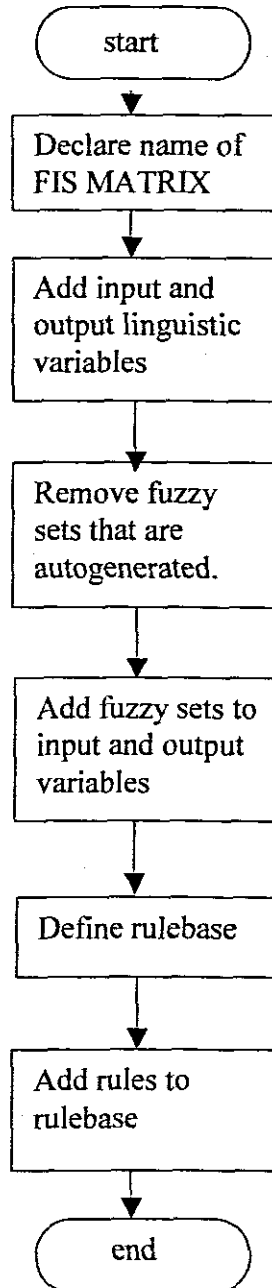 start
Declare name of
FIS MATRIX
Add input and
output linguistic
variables
Remove fuzzy
sets that are
autogenerated.
Add fuzzy sets to
input and output
variables
Define rulebase
Add rules to
rulebase
end